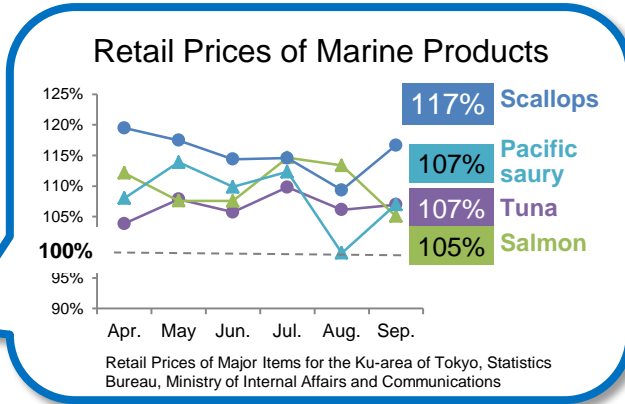 Retail Prices of Marine Products
125%
120%
115%
110%
105%
100%
95%
90%
Apr. May Jun. Jul. Aug. Sep.
117% Scallops
107% Pacific
saury
107% Tuna
105% Salmon
Retail Prices of Major Items for the Ku-area of Tokyo, Statistics
Bureau, Ministry of Internal Affairs and Communications